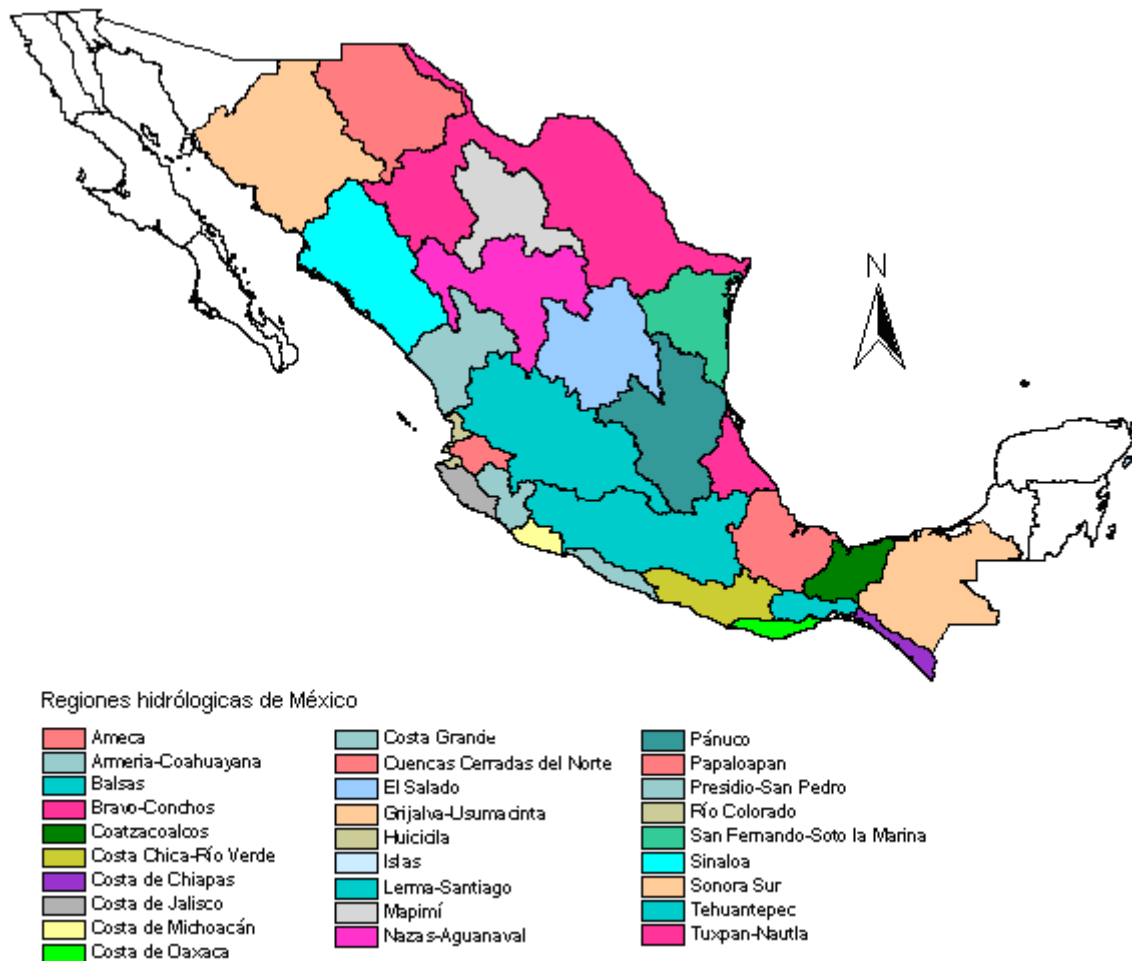 N
Regiones hidrólogicas de México
Ameca
Armeria-Coahuayana
Balsas
Bravo-Conchos
Coatzacoalcos
Costa Chica-Río Verde
Costa de Chiapas
Costa de Jalisco
Costa de Michoacán
Costa de Oaxaca
Costa Grande
Cuencas Cerradas del Norte
El Salado
Grijalva-Usumacinta
Huicicila
Islas
Lerma-Santiago
Mapimí
Nazas-Aguanaval
Pánuco
Papaloapan
Presidio-San Pedro
Río Colorado
San Fernando-Soto la Marina
Sinaloa
Sonora Sur
Tehuantepec
Tuxpan-Nautla